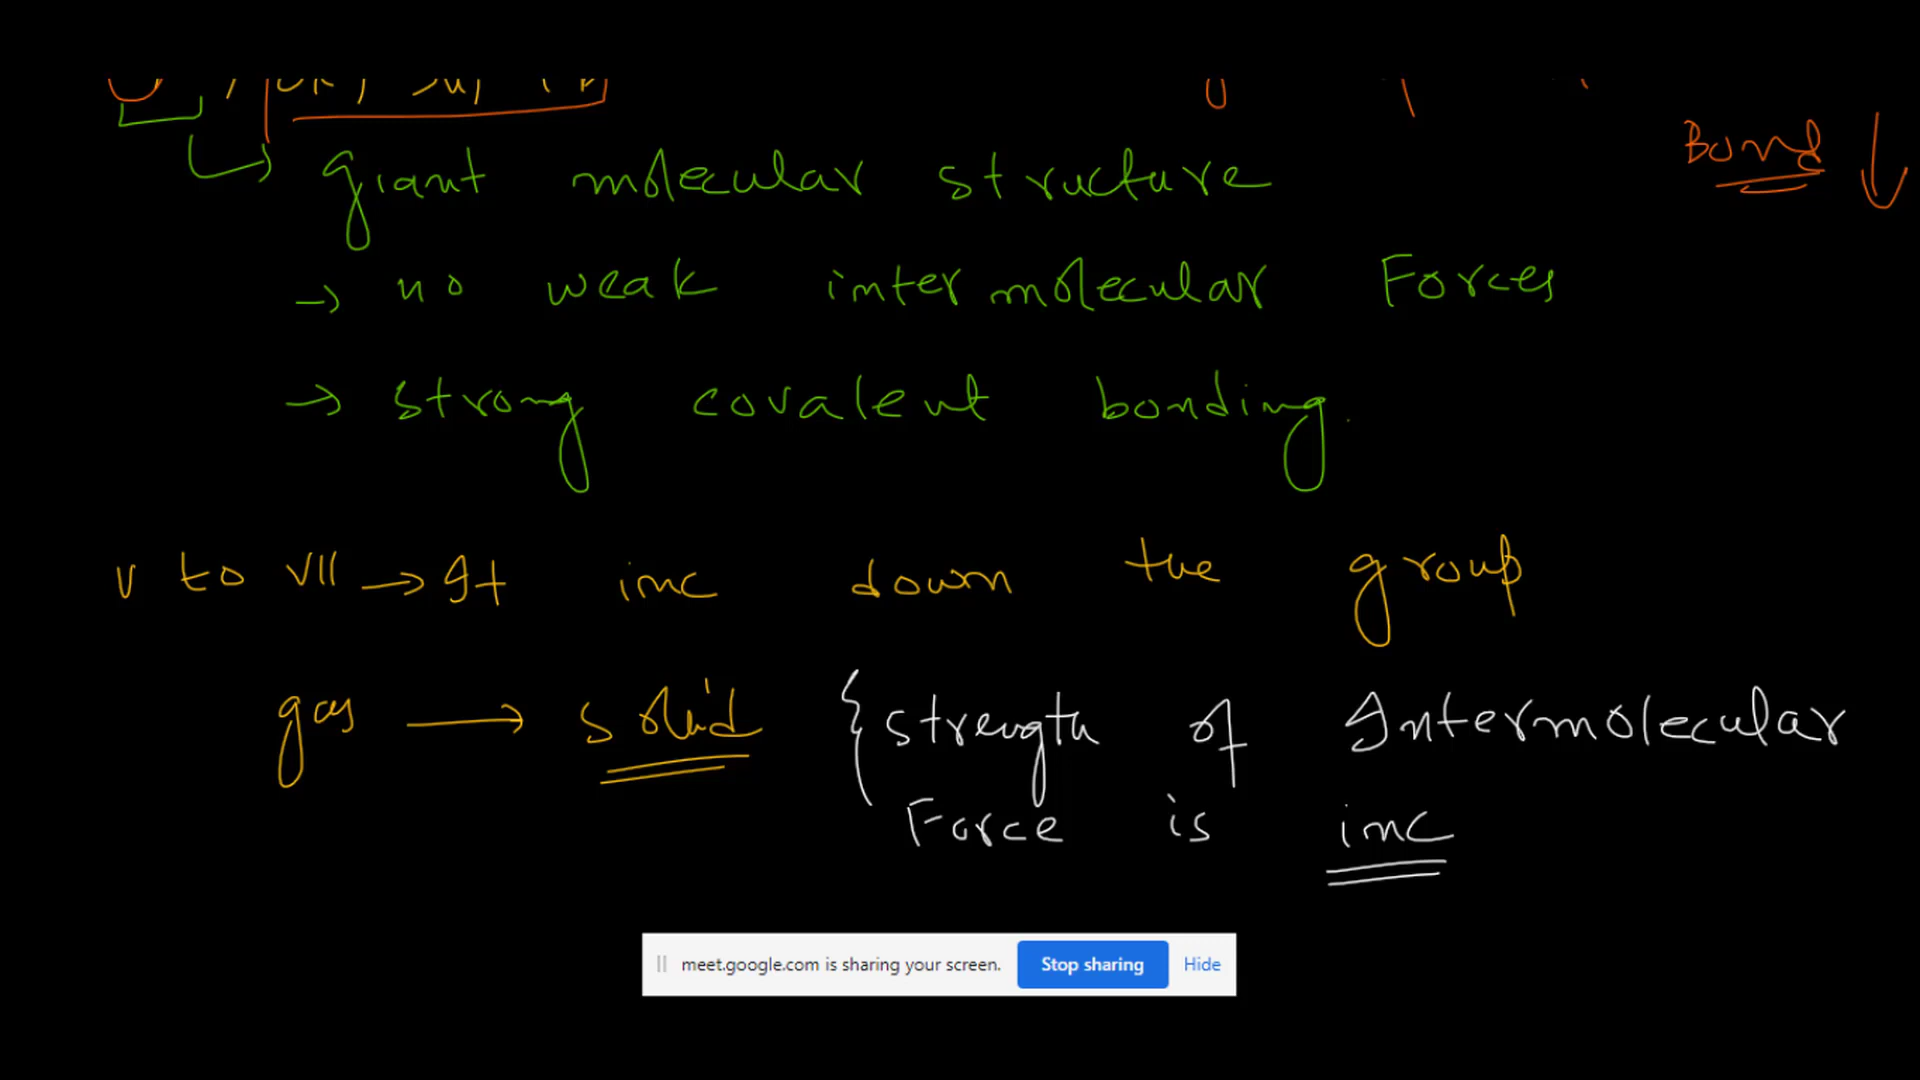 Bond ↓
giant molecular structure
→ no weak intermolecular Forces
→ strong covalent bonding.
V to VII → It inc down the group
gas → solid { strength of Intermolecular
Force is inc
meet.google.com is sharing your screen. Stop sharing Hide